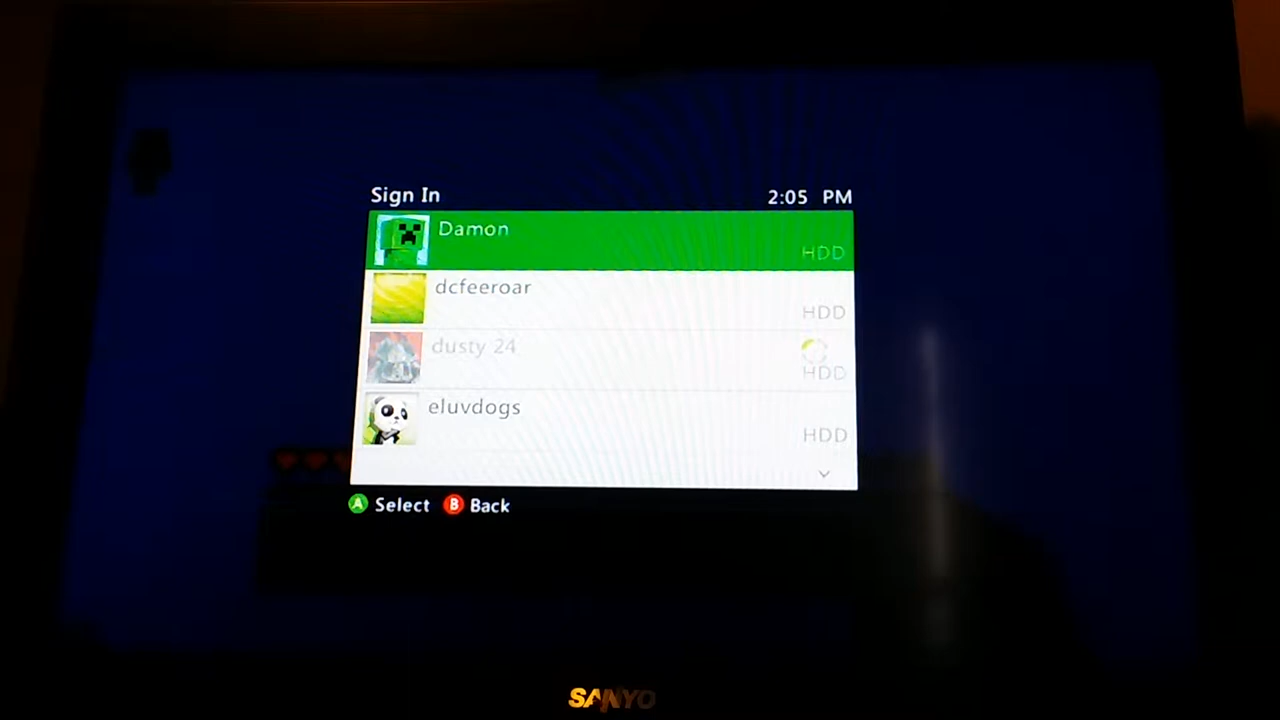 Sign In
2:05 PM
Damon
HDD
dcfeeroar
HDD
dusty 24
HDD
eluvdogs
HDD
A Select B Back
SANYO